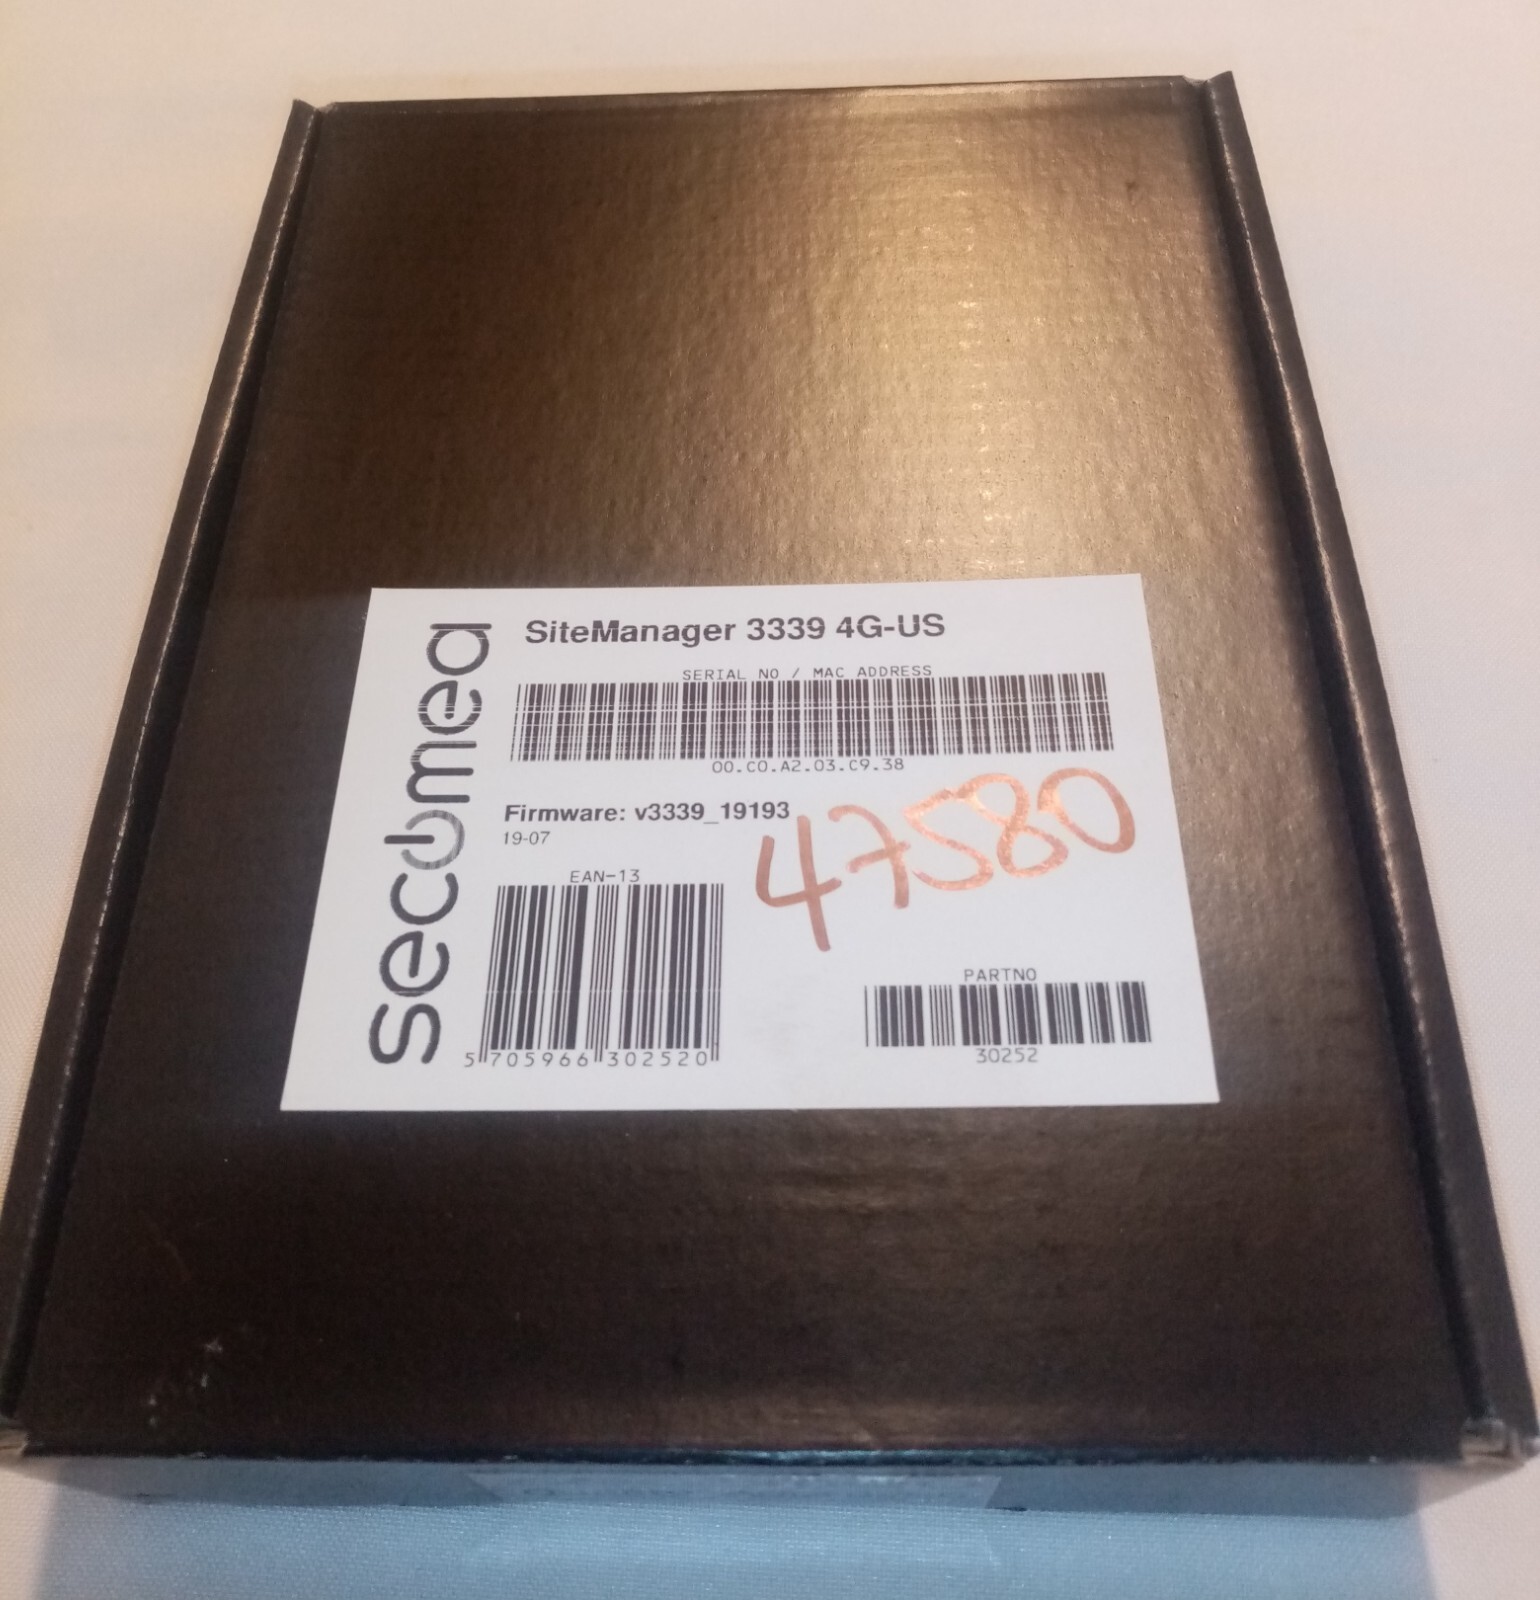 secomea
SiteManager 3339 4G-US
SERIAL NO / MAC ADDRESS
00.C0.A2.03.C9.38
Firmware: v3339_19193
19-07
47580
EAN-13
5 705966 302520
PARTNO
30252